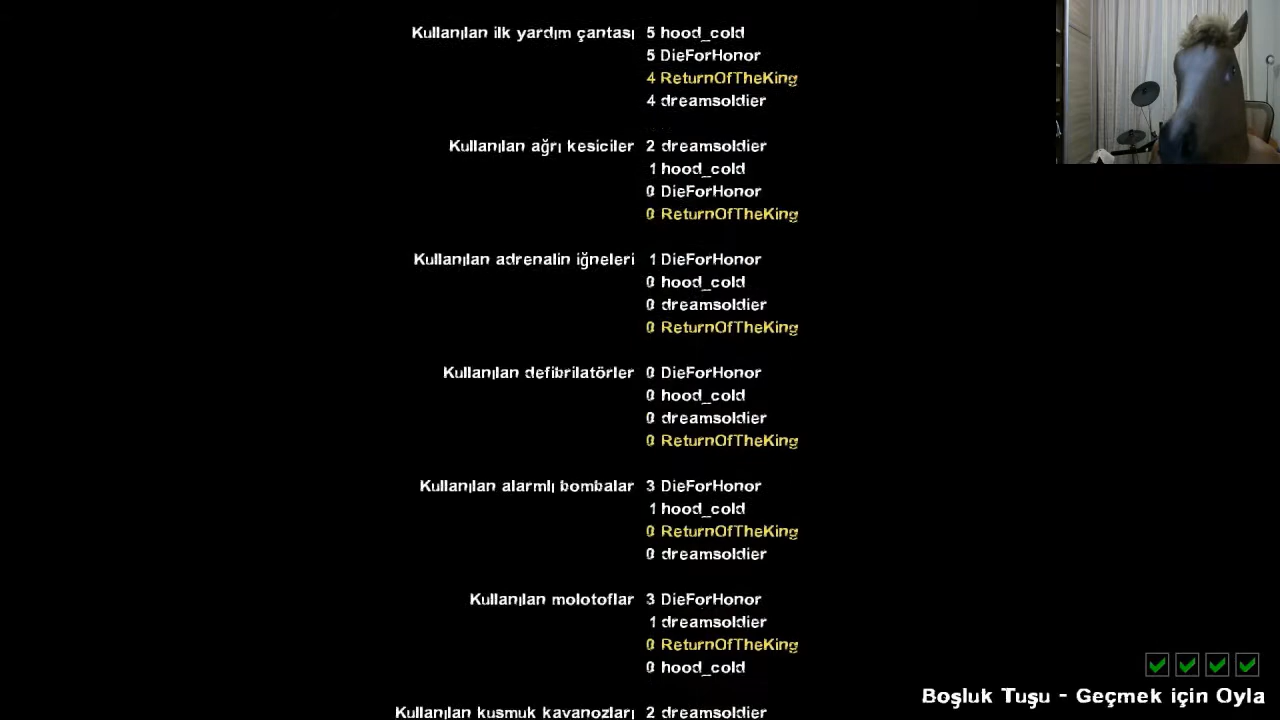 Kullanılan ilk yardım çantası 5 hood_cold
5 DieForHonor
4 ReturnOfTheKing
4 dreamsoldier
Kullanılan ağrı kesiciler 2 dreamsoldier
1 hood_cold
0 DieForHonor
0 ReturnOfTheKing
Kullanılan adrenalin iğneleri 1 DieForHonor
0 hood_cold
0 dreamsoldier
0 ReturnOfTheKing
Kullanılan defibrilatörler 0 DieForHonor
0 hood_cold
0 dreamsoldier
0 ReturnOfTheKing
Kullanılan alarmlı bombalar 3 DieForHonor
1 hood_cold
0 ReturnOfTheKing
0 dreamsoldier
Kullanılan molotoflar 3 DieForHonor
1 dreamsoldier
0 ReturnOfTheKing
0 hood_cold
Kullanılan kusmuk kavanozları 2 dreamsoldier
Boşluk Tuşu - Geçmek için Oyla